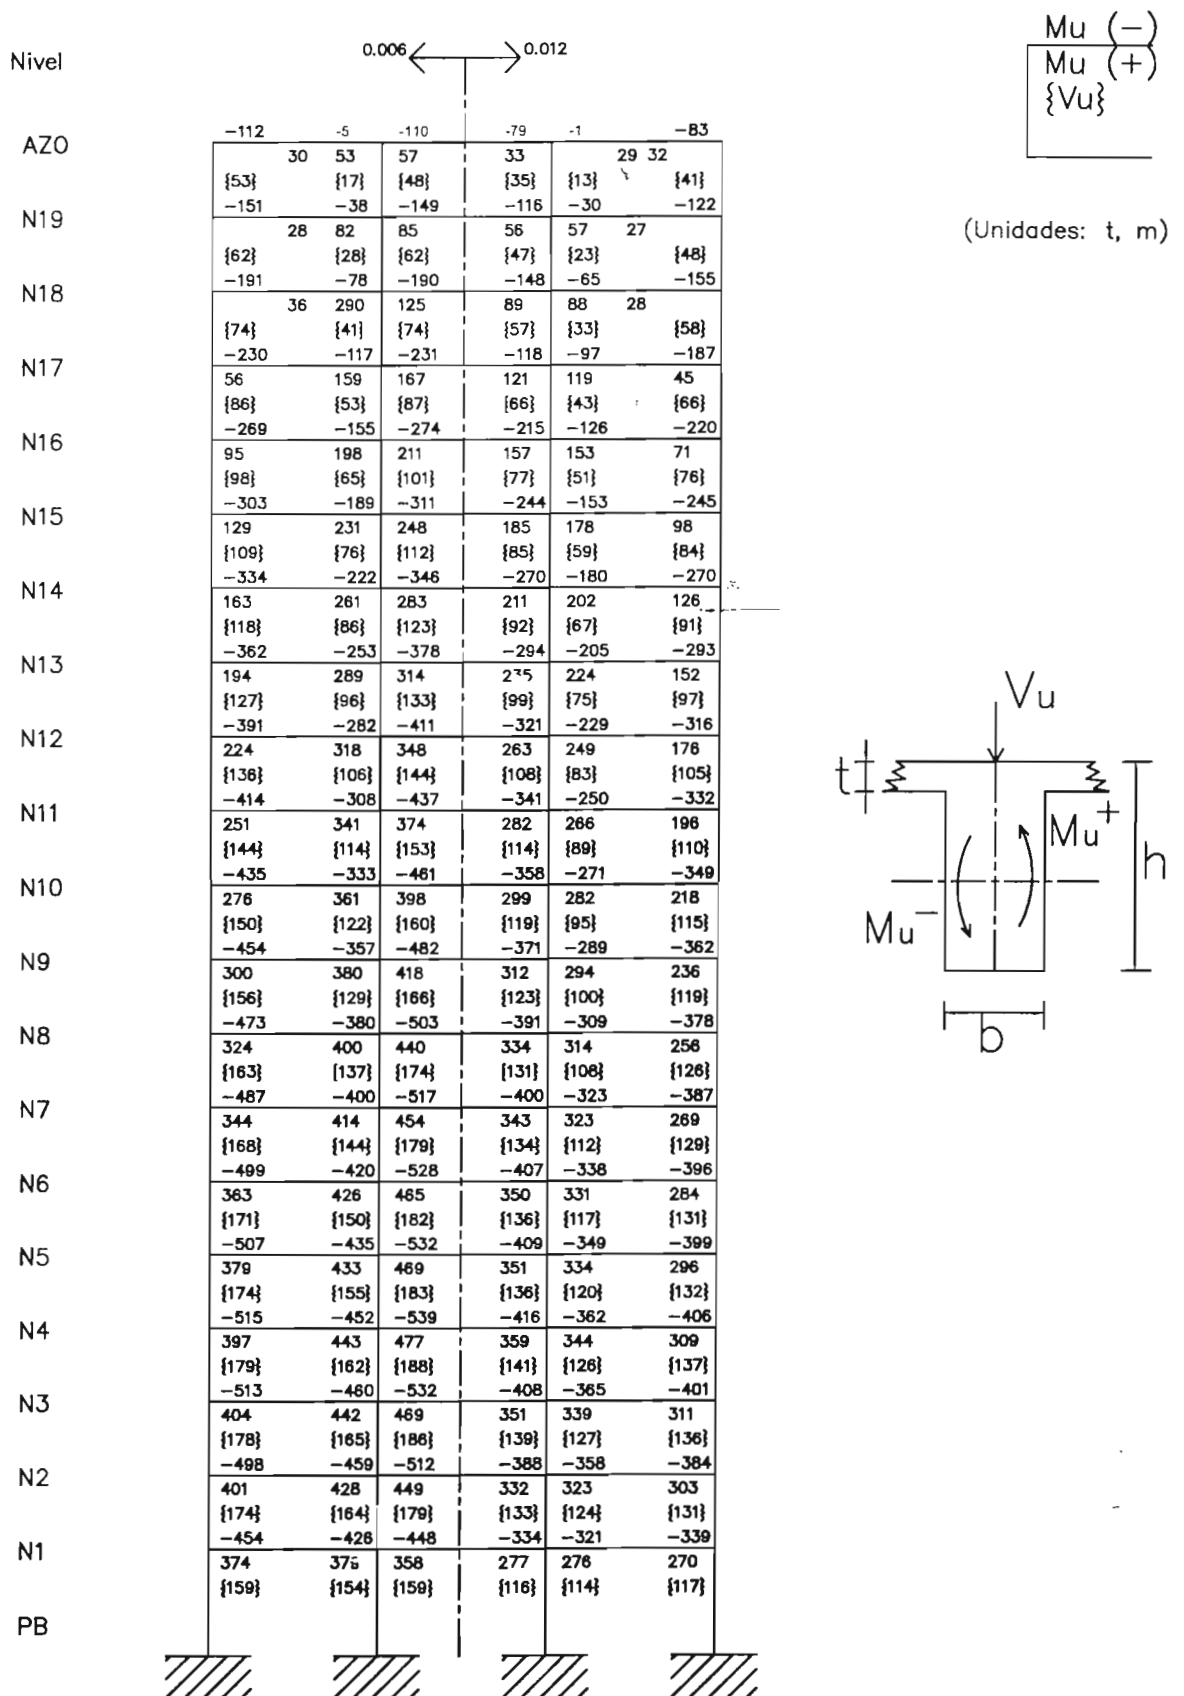 Mu (-)
0.006 0.012
Nivel
Mu (+)
{Vu}
-112 -5 -110 -79 -1 -83
AZO
30 53 57 33 29 32
{53} {17} {48} {35} {13} {41}
-151 -38 -149 -116 -30 -122
N19
28 82 85 56 57 27
(Unidades: t, m)
{62} {28} {62} {47} {23} {48}
-191 -78 -190 -148 -65 -155
N18
36 290 125 89 88 28
{74} {41} {74} {57} {33} {58}
-230 -117 -231 -118 -97 -187
N17
56 159 167 121 119 45
{86} {53} {87} {66} {43} {66}
-269 -155 -274 -215 -126 -220
N16
95 198 211 157 153 71
{98} {65} {101} {77} {51} {76}
-303 -189 -311 -244 -153 -245
N15
129 231 248 185 178 98
{109} {76} {112} {85} {59} {84}
-334 -222 -346 -270 -180 -270
N14
163 261 283 211 202 126
{118} {86} {123} {92} {67} {91}
-362 -253 -378 -294 -205 -293
N13
194 289 314 224 152
{127} {96} {133} {99} {75} {97}
-391 -282 -411 -321 -229 -316
N12
224 318 348 263 249 176
{136} {106} {144} {108} {83} {105}
-414 -308 -437 -341 -250 -332
N11
251 341 374 282 266 196
{144} {114} {153} {114} {89} {110}
-435 -333 -461 -358 -271 -349
N10
276 361 398 299 282 218
{150} {122} {160} {119} {95} {115}
-454 -357 -482 -371 -289 -362
N9
300 380 418 312 294 236
{156} {129} {166} {123} {100} {119}
-473 -380 -503 -391 -309 -378
N8
324 400 440 334 314 256
{163} {137} {174} {131} {108} {126}
-487 -400 -517 -400 -323 -387
N7
344 414 454 343 323 269
{168} {144} {179} {134} {112} {129}
-499 -420 -528 -407 -338 -396
N6
363 426 465 350 331 284
{171} {150} {182} {136} {117} {131}
-507 -435 -532 -409 -349 -399
N5
379 433 469 351 334 296
{174} {155} {183} {136} {120} {132}
-515 -452 -539 -416 -362 -406
N4
397 443 477 359 344 309
{179} {162} {188} {141} {126} {137}
-513 -460 -532 -408 -365 -401
N3
404 442 469 351 339 311
{178} {165} {186} {139} {127} {136}
-498 -459 -512 -388 -358 -384
N2
401 428 449 332 323 303
{174} {164} {179} {133} {124} {131}
-454 -426 -448 -334 -321 -339
N1
374 358 277 276 270
{159} {154} {159} {116} {114} {117}
PB
Vu
t
Mu+
h
Mu-
b